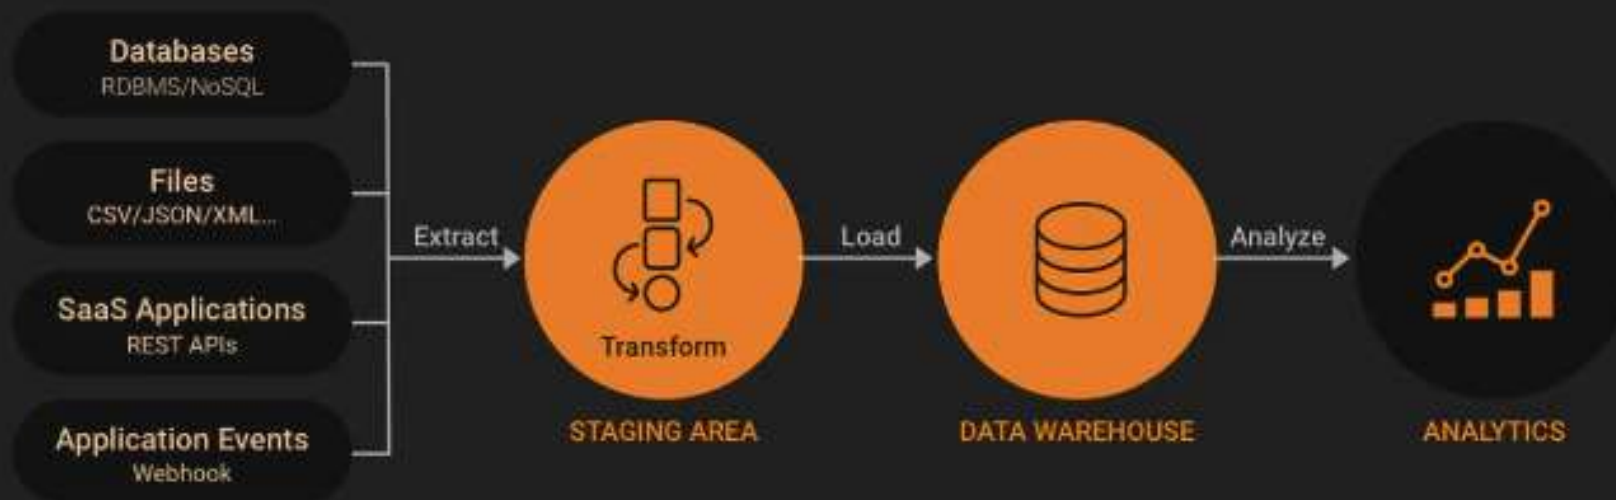 Databases
RDBMS/NoSQL
Files
CSV/JSON/XML...
SaaS Applications
REST APIs
Application Events
Webhook
Extract
Transform
STAGING AREA
Load
DATA WAREHOUSE
Analyze
ANALYTICS